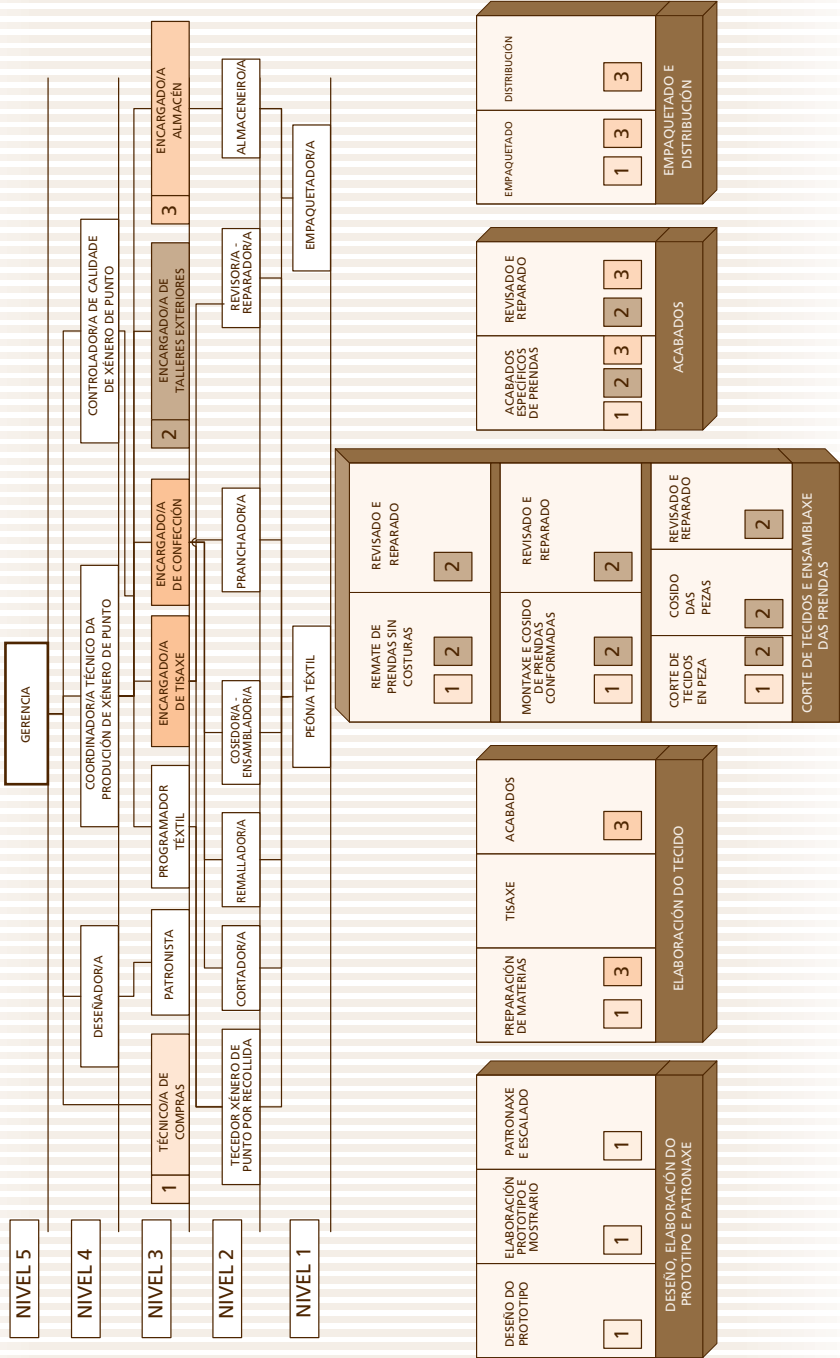 NIVEL 5
GERENCIA
NIVEL 4
DESEÑADOR/A
COORDINADOR/A TÉCNICO DA
PRODUCIÓN DE XÉNERO DE PUNTO
CONTROLADOR/A DE CALIDADE
DE XÉNERO DE PUNTO
NIVEL 3
1
TÉCNICO/A DE
COMPRAS
PATRONISTA
PROGRAMADOR
TÉXTIL
ENCARGADO/A
DE TISAXE
ENCARGADO/A
DE CONFECCIÓN
2
ENCARGADO/A DE
TALLERES EXTERIORES
3
ENCARGADO/A
ALMACÉN
NIVEL 2
TECEDOR XÉNERO DE
PUNTO POR RECOLLIDA
CORTADOR/A
REMALLADOR/A
COSEDOR/A -
ENSAMBLADOR/A
PRANCHADOR/A
REVISOR/A -
REPARADOR/A
ALMACENEIRO/A
NIVEL 1
PEÓN/A TÉXTIL
EMPAQUETADOR/A
DESEÑO DO
PROTOTIPO
1
ELABORACIÓN
PROTOTIPO E
MOSTRARIO
1
PATRONAXE
E ESCALADO
1
DESEÑO, ELABORACIÓN DO
PROTOTIPO E PATRONAXE
PREPARACIÓN
DE MATERIAS
1 3
TISAXE
ACABADOS
3
ELABORACIÓN DO TECIDO
REMATE DE
PRENDAS SIN
COSTURAS
1 2
REVISADO E
REPARADO
2
MONTAXE E COSIDO
DE PRENDAS
CONFORMADAS
1 2
REVISADO E
REPARADO
2
CORTE DE
TECIDOS
EN PEZA
1 2
COSIDO
DAS
PEZAS
2
REVISADO E
REPARADO
2
CORTE DE TECIDOS E ENSAMBLAXE
DAS PRENDAS
ACABADOS
ESPECÍFICOS
DE PRENDAS
1 2 3
REVISADO E
REPARADO
2 3
ACABADOS
EMPAQUETADO
1 3
DISTRIBUCIÓN
3
EMPAQUETADO E
DISTRIBUCIÓN